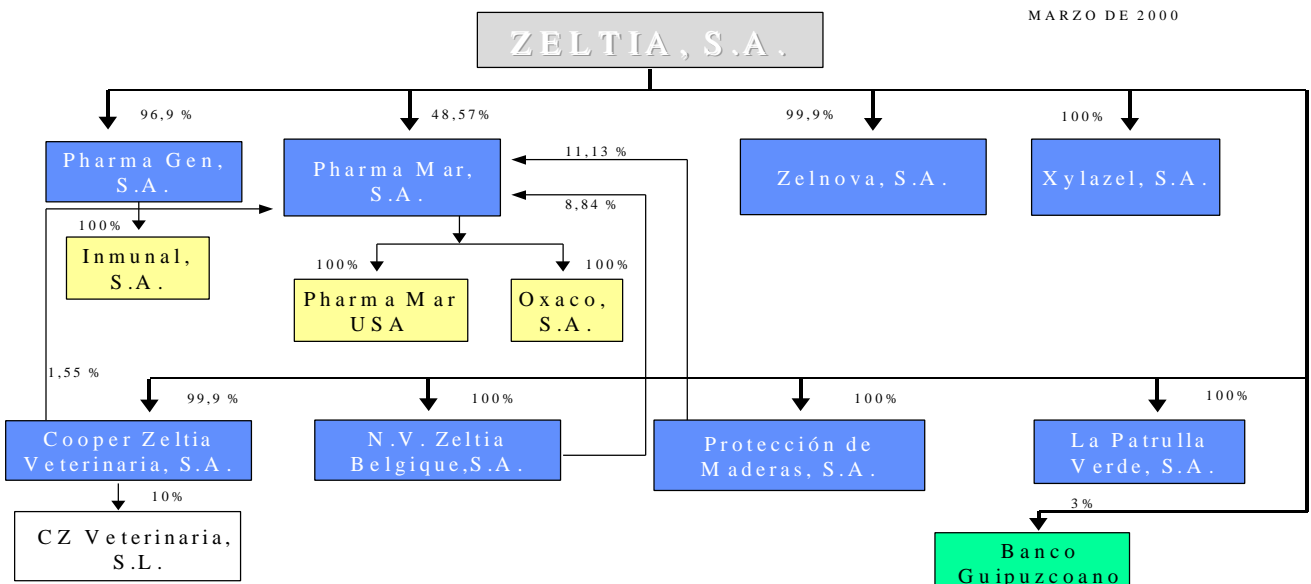 MARZO DE 2000
ZELTIA, S.A.
96,9 %
48,57%
99,9%
100%
Pharma Gen,
S.A.
Pharma Mar,
S.A.
11,13 %
8,84 %
Zelnova, S.A.
Xylazel, S.A.
100%
Inmunal,
S.A.
100%
100%
Pharma Mar
USA
Oxaco,
S.A.
1,55 %
99,9 %
100%
100%
100%
Cooper Zeltia
Veterinaria, S.A.
N.V. Zeltia
Belgique,S.A.
Protección de
Maderas, S.A.
La Patrulla
Verde, S.A.
10%
3%
CZ Veterinaria,
S.L.
Banco
Guipuzcoano